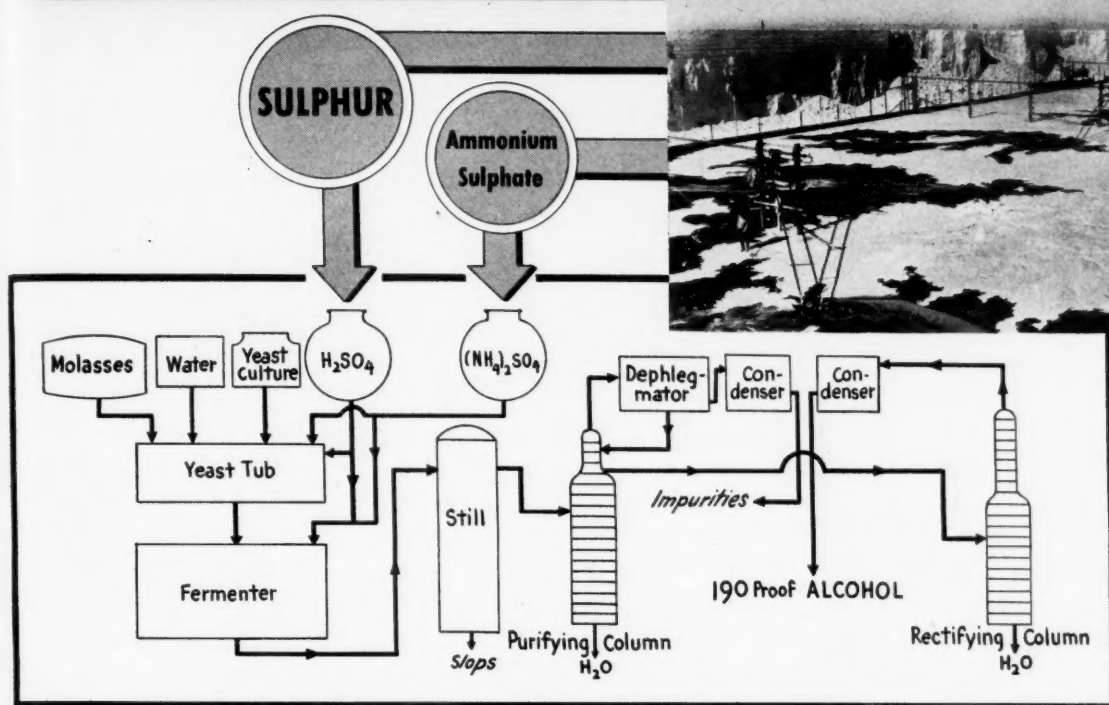 SULPHUR
Ammonium
Sulphate
Molasses
Water
Yeast
culture
H₂SO₄
(NH₄)₂SO₄
Dephleg-
mator
Con-
denser
Con-
denser
Yeast Tub
Still
Impurities
Fermenter
190 Proof ALCOHOL
Purifying Column
Rectifying Column
Slops
H₂O
H₂O